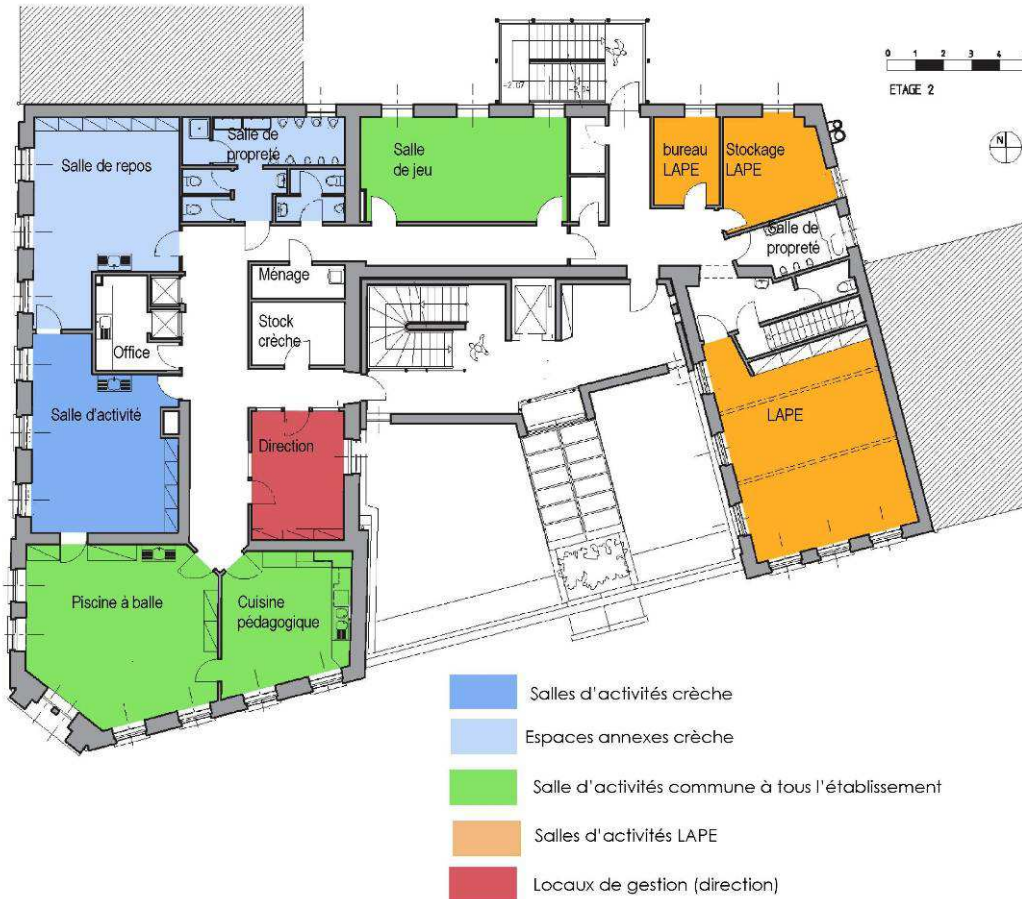 0 1 2 3 4
ETAGE 2
N
-2.07
Salle de
propreté
Salle de repos
Salle
de jeu
bureau
LAPE
Stockage
LAPE
Salle de
propreté
Ménage
Stock
crèche
Office
Salle d'activité
Direction
LAPE
Piscine à balle
Cuisine
pédagogique
Salles d'activités crèche
Espaces annexes crèche
Salle d'activités commune à tous l'établissement
Salles d'activités LAPE
Locaux de gestion (direction)